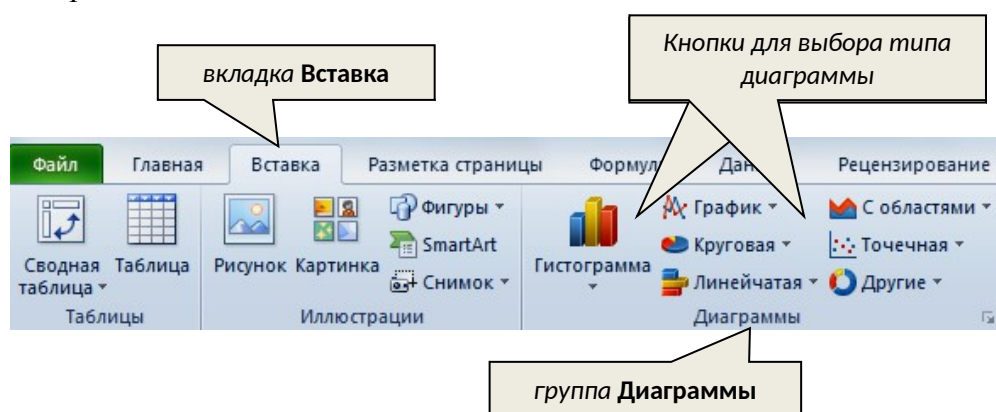 Кнопки для выбора типа
диаграммы
вкладка Вставка
Файл Главная Вставка Разметка страницы Рецензирование
Сводная таблица
Таблица
Рисунок
Картинка
Фигуры
SmartArt
Снимок
Гистограмма
График
Круговая
Линейчатая
С областями
Точечная
Другие
Таблицы Иллюстрации Диаграммы
группа Диаграммы